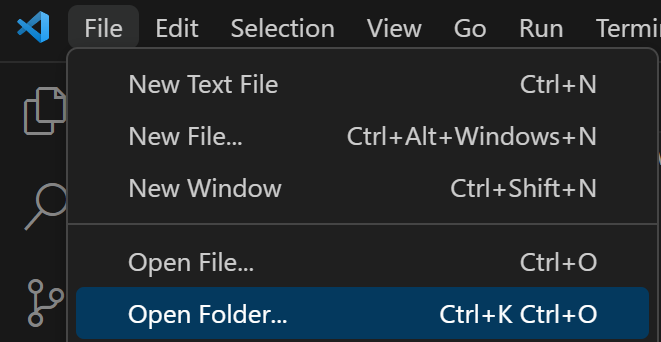 File Edit Selection View Go Run
New Text File Ctrl+N
New File... Ctrl+Alt+Windows+N
New Window Ctrl+Shift+N
Open File... Ctrl+O
Open Folder... Ctrl+K Ctrl+O